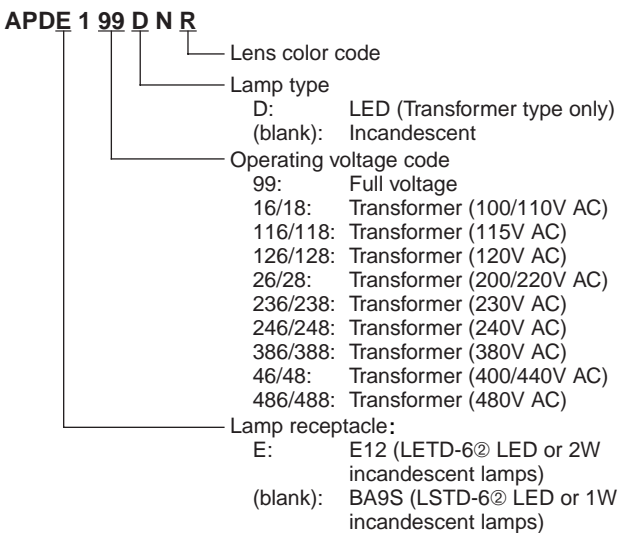 APDE 1 99 D N R
Lens color code
Lamp type
D: LED (Transformer type only)
(blank): Incandescent
Operating voltage code
99: Full voltage
16/18: Transformer (100/110V AC)
116/118: Transformer (115V AC)
126/128: Transformer (120V AC)
26/28: Transformer (200/220V AC)
236/238: Transformer (230V AC)
246/248: Transformer (240V AC)
386/388: Transformer (380V AC)
46/48: Transformer (400/440V AC)
486/488: Transformer (480V AC)
Lamp receptacle:
E: E12 (LETD-6② LED or 2W
incandescent lamps)
(blank): BA9S (LSTD-6② LED or 1W
incandescent lamps)